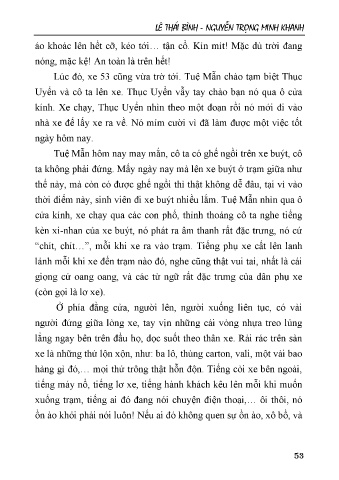 LÊ THÁI BÌNH - NGUYỄN TRỌNG MINH KHANH
áo khoác lên hết cỡ, kéo tới… tận cổ. Kín mít! Mặc dù trời đang
nóng, mặc kệ! An toàn là trên hết!
Lúc đó, xe 53 cũng vừa trờ tới. Tuệ Mẫn chào tạm biệt Thục
Uyển và cô ta lên xe. Thục Uyển vẫy tay chào bạn nó qua ô cửa
kính. Xe chạy, Thục Uyển nhìn theo một đoạn rồi nó mới đi vào
nhà xe để lấy xe ra về. Nó mỉm cười vì đã làm được một việc tốt
ngày hôm nay.
Tuệ Mẫn hôm nay may mắn, cô ta có ghế ngồi trên xe buýt, cô
ta không phải đứng. Mấy ngày nay mà lên xe buýt ở trạm giữa như
thế này, mà còn có được ghế ngồi thì thật không dễ đâu, tại vì vào
thời điểm này, sinh viên đi xe buýt nhiều lắm. Tuệ Mẫn nhìn qua ô
cửa kính, xe chạy qua các con phố, thỉnh thoảng cô ta nghe tiếng
kèn xi-nhan của xe buýt, nó phát ra âm thanh rất đặc trưng, nó cứ
“chít, chít…”, mỗi khi xe ra vào trạm. Tiếng phụ xe cất lên lanh
lảnh mỗi khi xe đến trạm nào đó, nghe cũng thật vui tai, nhất là cái
giọng cứ oang oang, và các từ ngữ rất đặc trưng của dân phụ xe
(còn gọi là lơ xe).
Ở phía đằng cửa, người lên, người xuống liên tục, có vài
người đứng giữa lòng xe, tay vịn những cái vòng nhựa treo lủng
lẳng ngay bên trên đầu họ, dọc suốt theo thân xe. Rải rác trên sàn
xe là những thứ lộn xộn, như: ba lô, thùng carton, vali, một vài bao
hàng gì đó,… mọi thứ trông thật hỗn độn. Tiếng còi xe bên ngoài,
tiếng máy nổ, tiếng lơ xe, tiếng hành khách kêu lên mỗi khi muốn
xuống trạm, tiếng ai đó đang nói chuyện điện thoại,… ôi thôi, nó
ồn ào khỏi phải nói luôn! Nếu ai đó không quen sự ồn ào, xô bồ, và
53